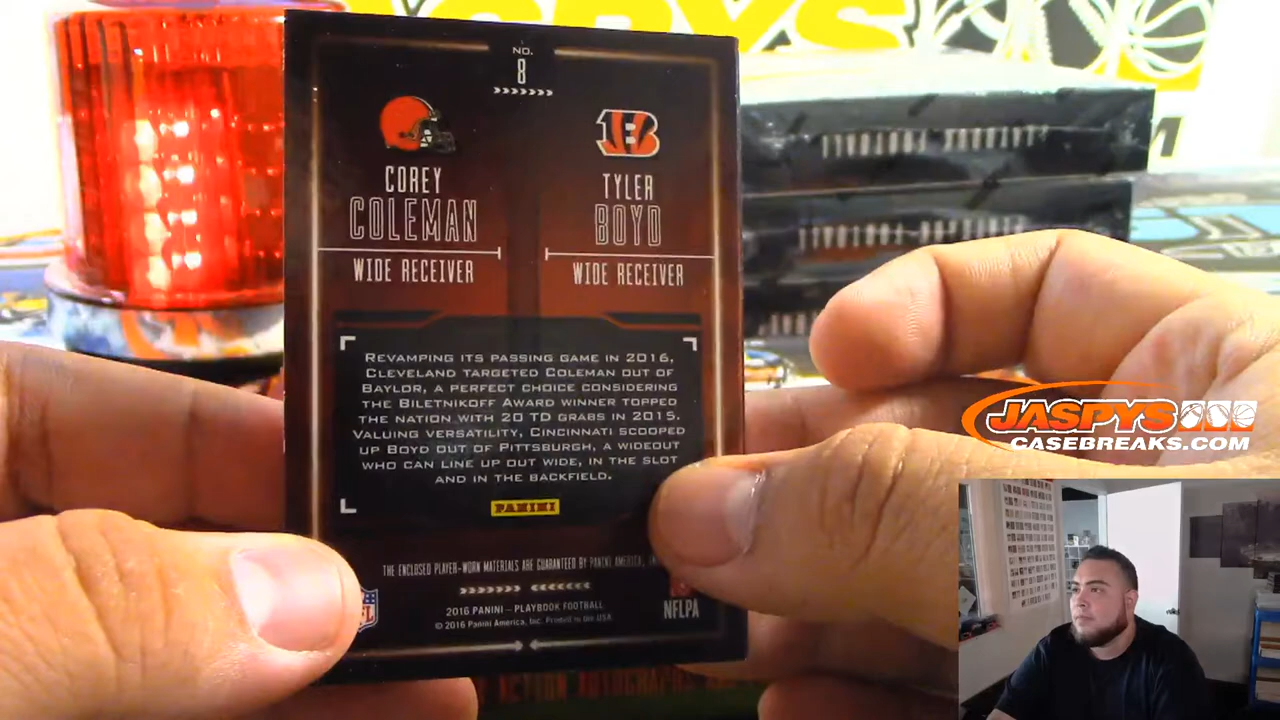 JASPYS
NO.
8
COREY
COLEMAN
WIDE RECEIVER
TYLER
BOYD
WIDE RECEIVER
REVAMPING ITS PASSING GAME IN 2016,
CLEVELAND TARGETED COLEMAN OUT OF
BAYLOR, A PERFECT CHOICE CONSIDERING
THE BILETNIKOFF AWARD WINNER TOPPED
THE NATION WITH 20 TD GRABS IN 2015.
VALUING VERSATILITY, CINCINNATI SCOOPED
UP BOYD OUT OF PITTSBURGH, A WIDEOUT
WHO CAN LINE UP OUT WIDE, IN THE SLOT
AND IN THE BACKFIELD.
PANINI
THE ENCLOSED PLAYER-WORN MATERIALS ARE GUARANTEED BY PANINI AMERICA,
2016 PANINI – PLAYBOOK FOOTBALL
© 2016 Panini America, Inc. Printed in the USA.
NFLPA
JASPYS
CASEBREAKS.COM